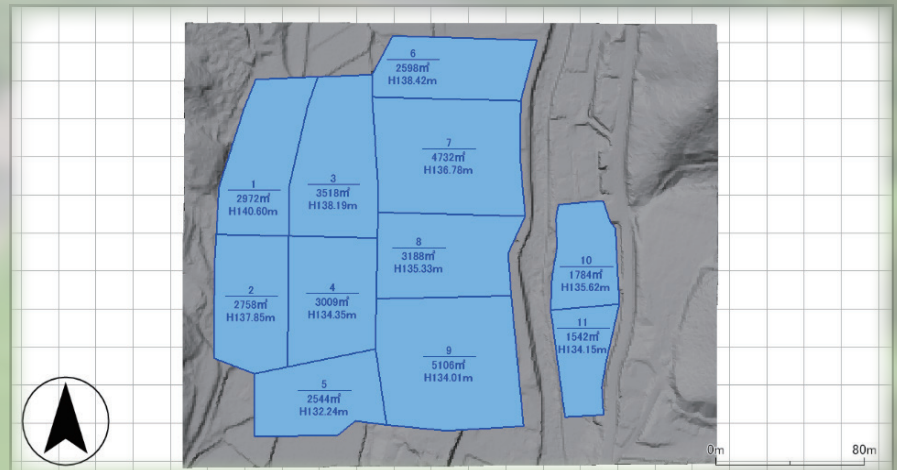 6
2598㎡
H138.42m
7
4732㎡
H136.78m
1
2972㎡
H140.60m
3
3518㎡
H138.19m
8
3188㎡
H135.33m
10
1784㎡
H135.62m
2
2758㎡
H137.85m
4
3009㎡
H134.35m
11
1542㎡
H134.15m
9
5106㎡
H134.01m
5
2544㎡
H132.24m
0m
80m